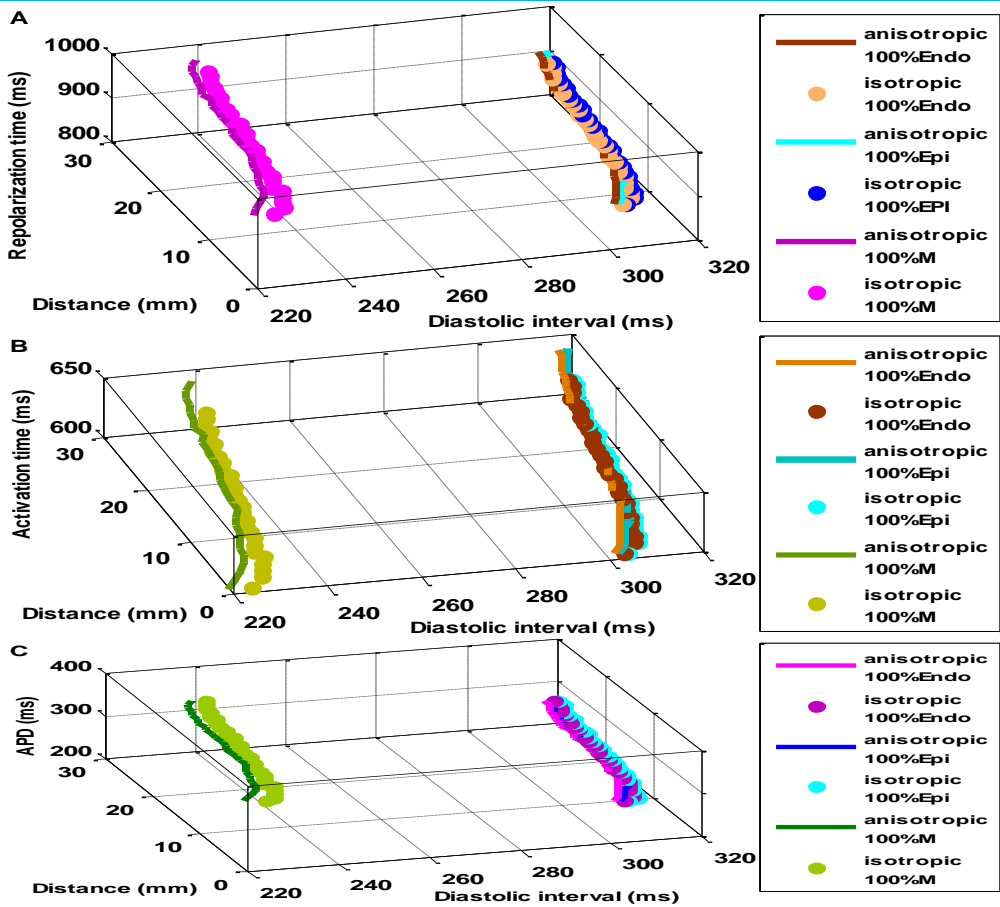 A
Repolarization time (ms)
1000
900
800
30
20
10
0
Distance (mm)
220
240
260
280
300
320
Diastolic interval (ms)
anisotropic
100%Endo
isotropic
100%Endo
anisotropic
100%Epi
isotropic
100%EPI
anisotropic
100%M
isotropic
100%M
B
Activation time (ms)
650
600
30
20
10
0
Distance (mm)
220
240
260
280
300
320
Diastolic interval (ms)
anisotropic
100%Endo
isotropic
100%Endo
anisotropic
100%Epi
isotropic
100%Epi
anisotropic
100%M
isotropic
100%M
C
APD (ms)
400
300
200
30
20
10
0
Distance (mm)
220
240
260
280
300
320
Diastolic interval (ms)
anisotropic
100%Endo
isotropic
100%Endo
anisotropic
100%Epi
isotropic
100%Epi
anisotropic
100%M
isotropic
100%M